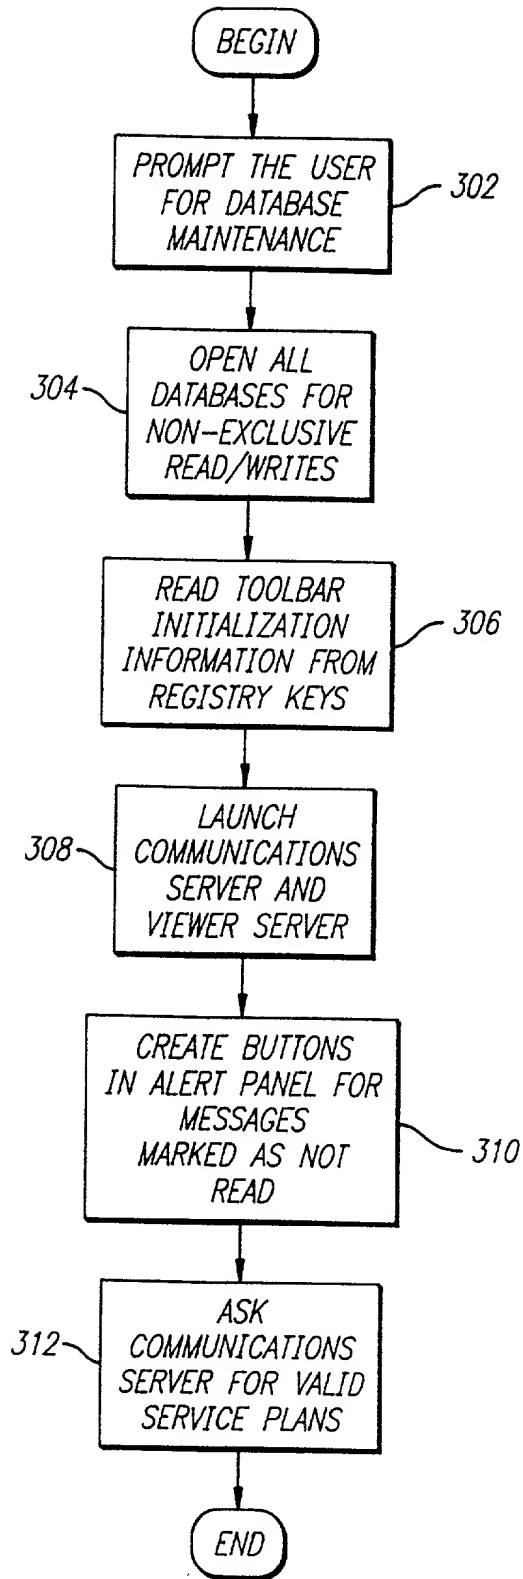 BEGIN
PROMPT THE USER
FOR DATABASE
MAINTENANCE
302
OPEN ALL
DATABASES FOR
NON-EXCLUSIVE
READ/WRITES
304
READ TOOLBAR
INITIALIZATION
INFORMATION FROM
REGISTRY KEYS
306
LAUNCH
COMMUNICATIONS
SERVER AND
VIEWER SERVER
308
CREATE BUTTONS
IN ALERT PANEL FOR
MESSAGES
MARKED AS NOT
READ
310
ASK
COMMUNICATIONS
SERVER FOR VALID
SERVICE PLANS
312
END